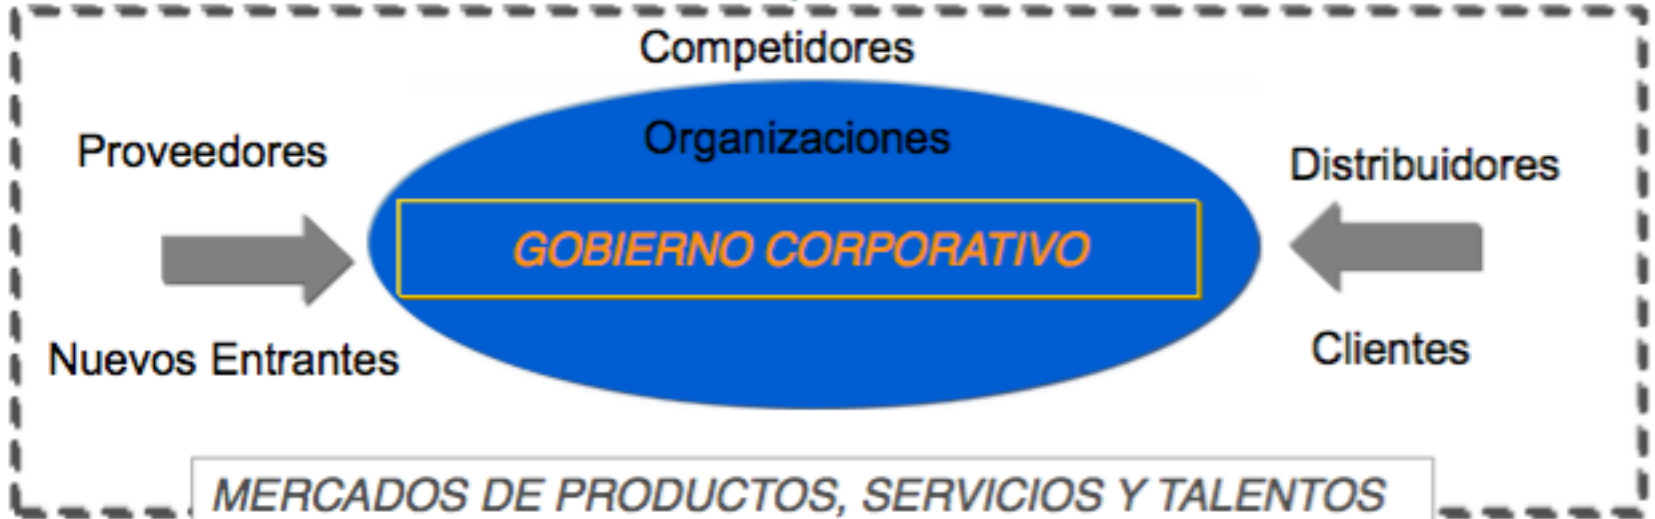 Competidores
Organizaciones
Proveedores
Distribuidores
GOBIERNO CORPORATIVO
Nuevos Entrantes
Clientes
MERCADOS DE PRODUCTOS, SERVICIOS Y TALENTOS